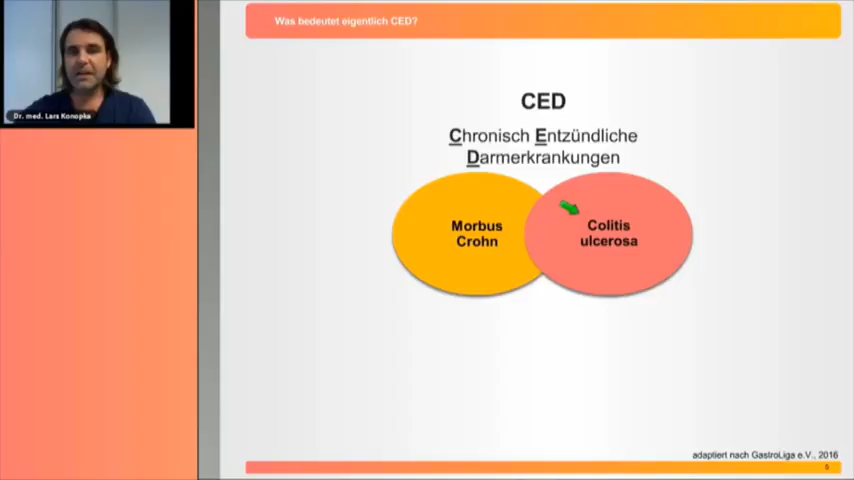 Was bedeutet eigentlich CED?
Dr. med. Lars Konopka
CED
Chronisch Entzündliche
Darmerkrankungen
Morbus
Crohn
Colitis
ulcerosa
adaptiert nach GastroLiga e.V., 2016
5